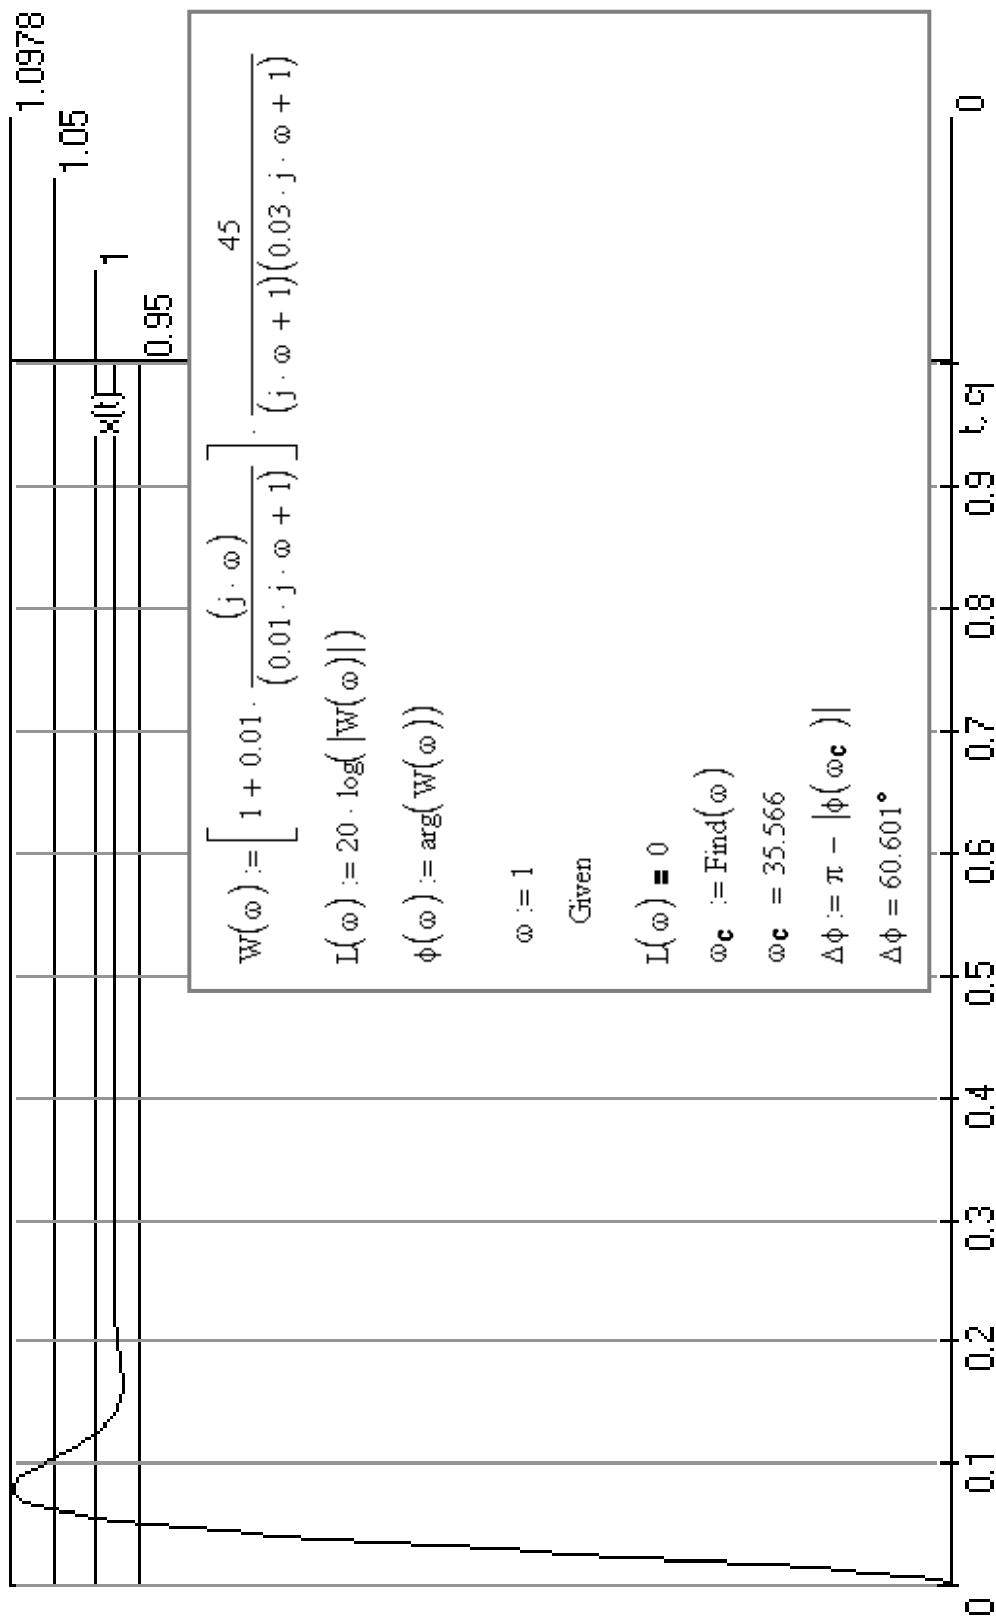 1.0978
1.05
1
0.95
x(t)
W(ω) := [1 + 0.01 · (j · ω) / (0.01 · j · ω + 1)] · 45 / (j · ω + 1)(0.03 · j · ω + 1)
L(ω) := 20 · log(|W(ω)|)
ϕ(ω) := arg(W(ω))
ω := 1
Given
L(ω) = 0
ωc := Find(ω)
ωc = 35.566
Δϕ := π − |ϕ(ωc)|
Δϕ = 60.601°
0
0 0.1 0.2 0.3 0.4 0.5 0.6 0.7 0.8 0.9 t, c